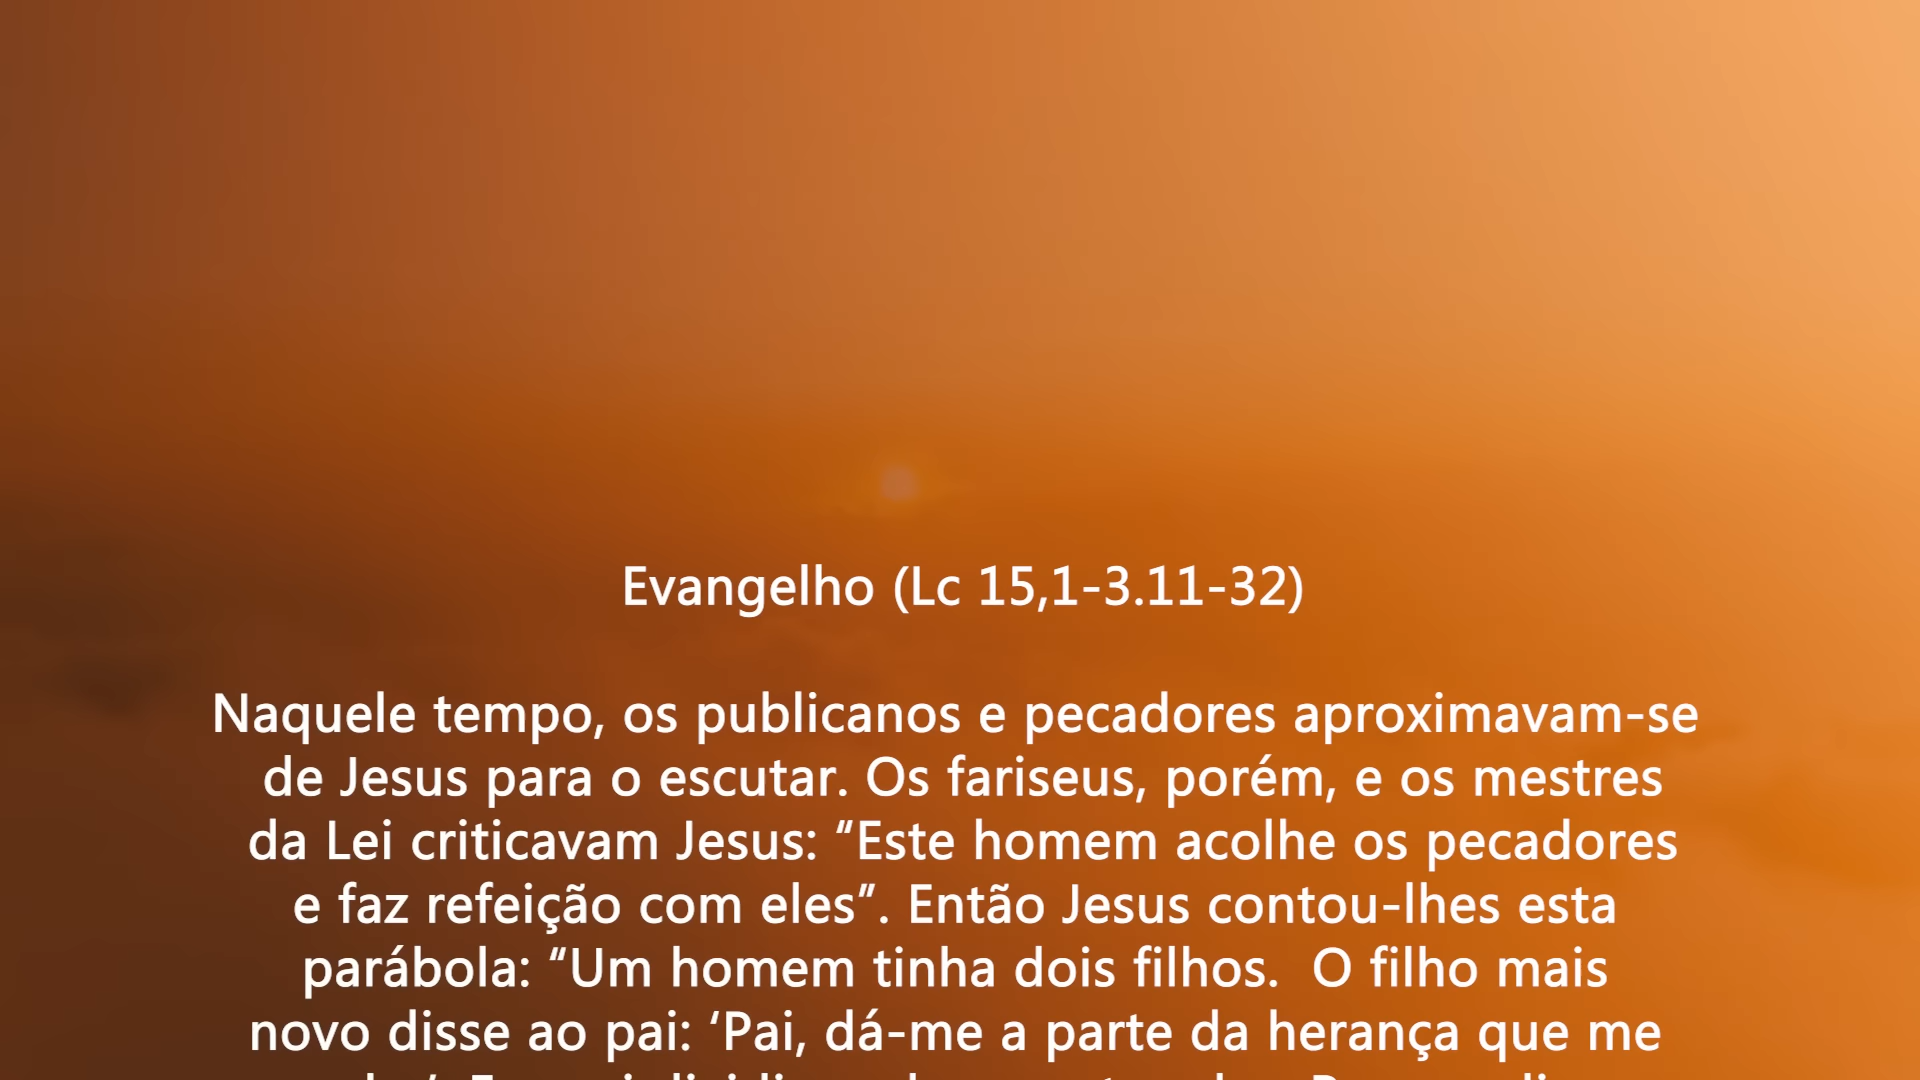 Evangelho (Lc 15,1-3.11-32)
Naquele tempo, os publicanos e pecadores aproximavam-se
de Jesus para o escutar. Os fariseus, porém, e os mestres
da Lei criticavam Jesus: “Este homem acolhe os pecadores
e faz refeição com eles”. Então Jesus contou-lhes esta
parábola: “Um homem tinha dois filhos.  O filho mais
novo disse ao pai: ‘Pai, dá-me a parte da herança que me